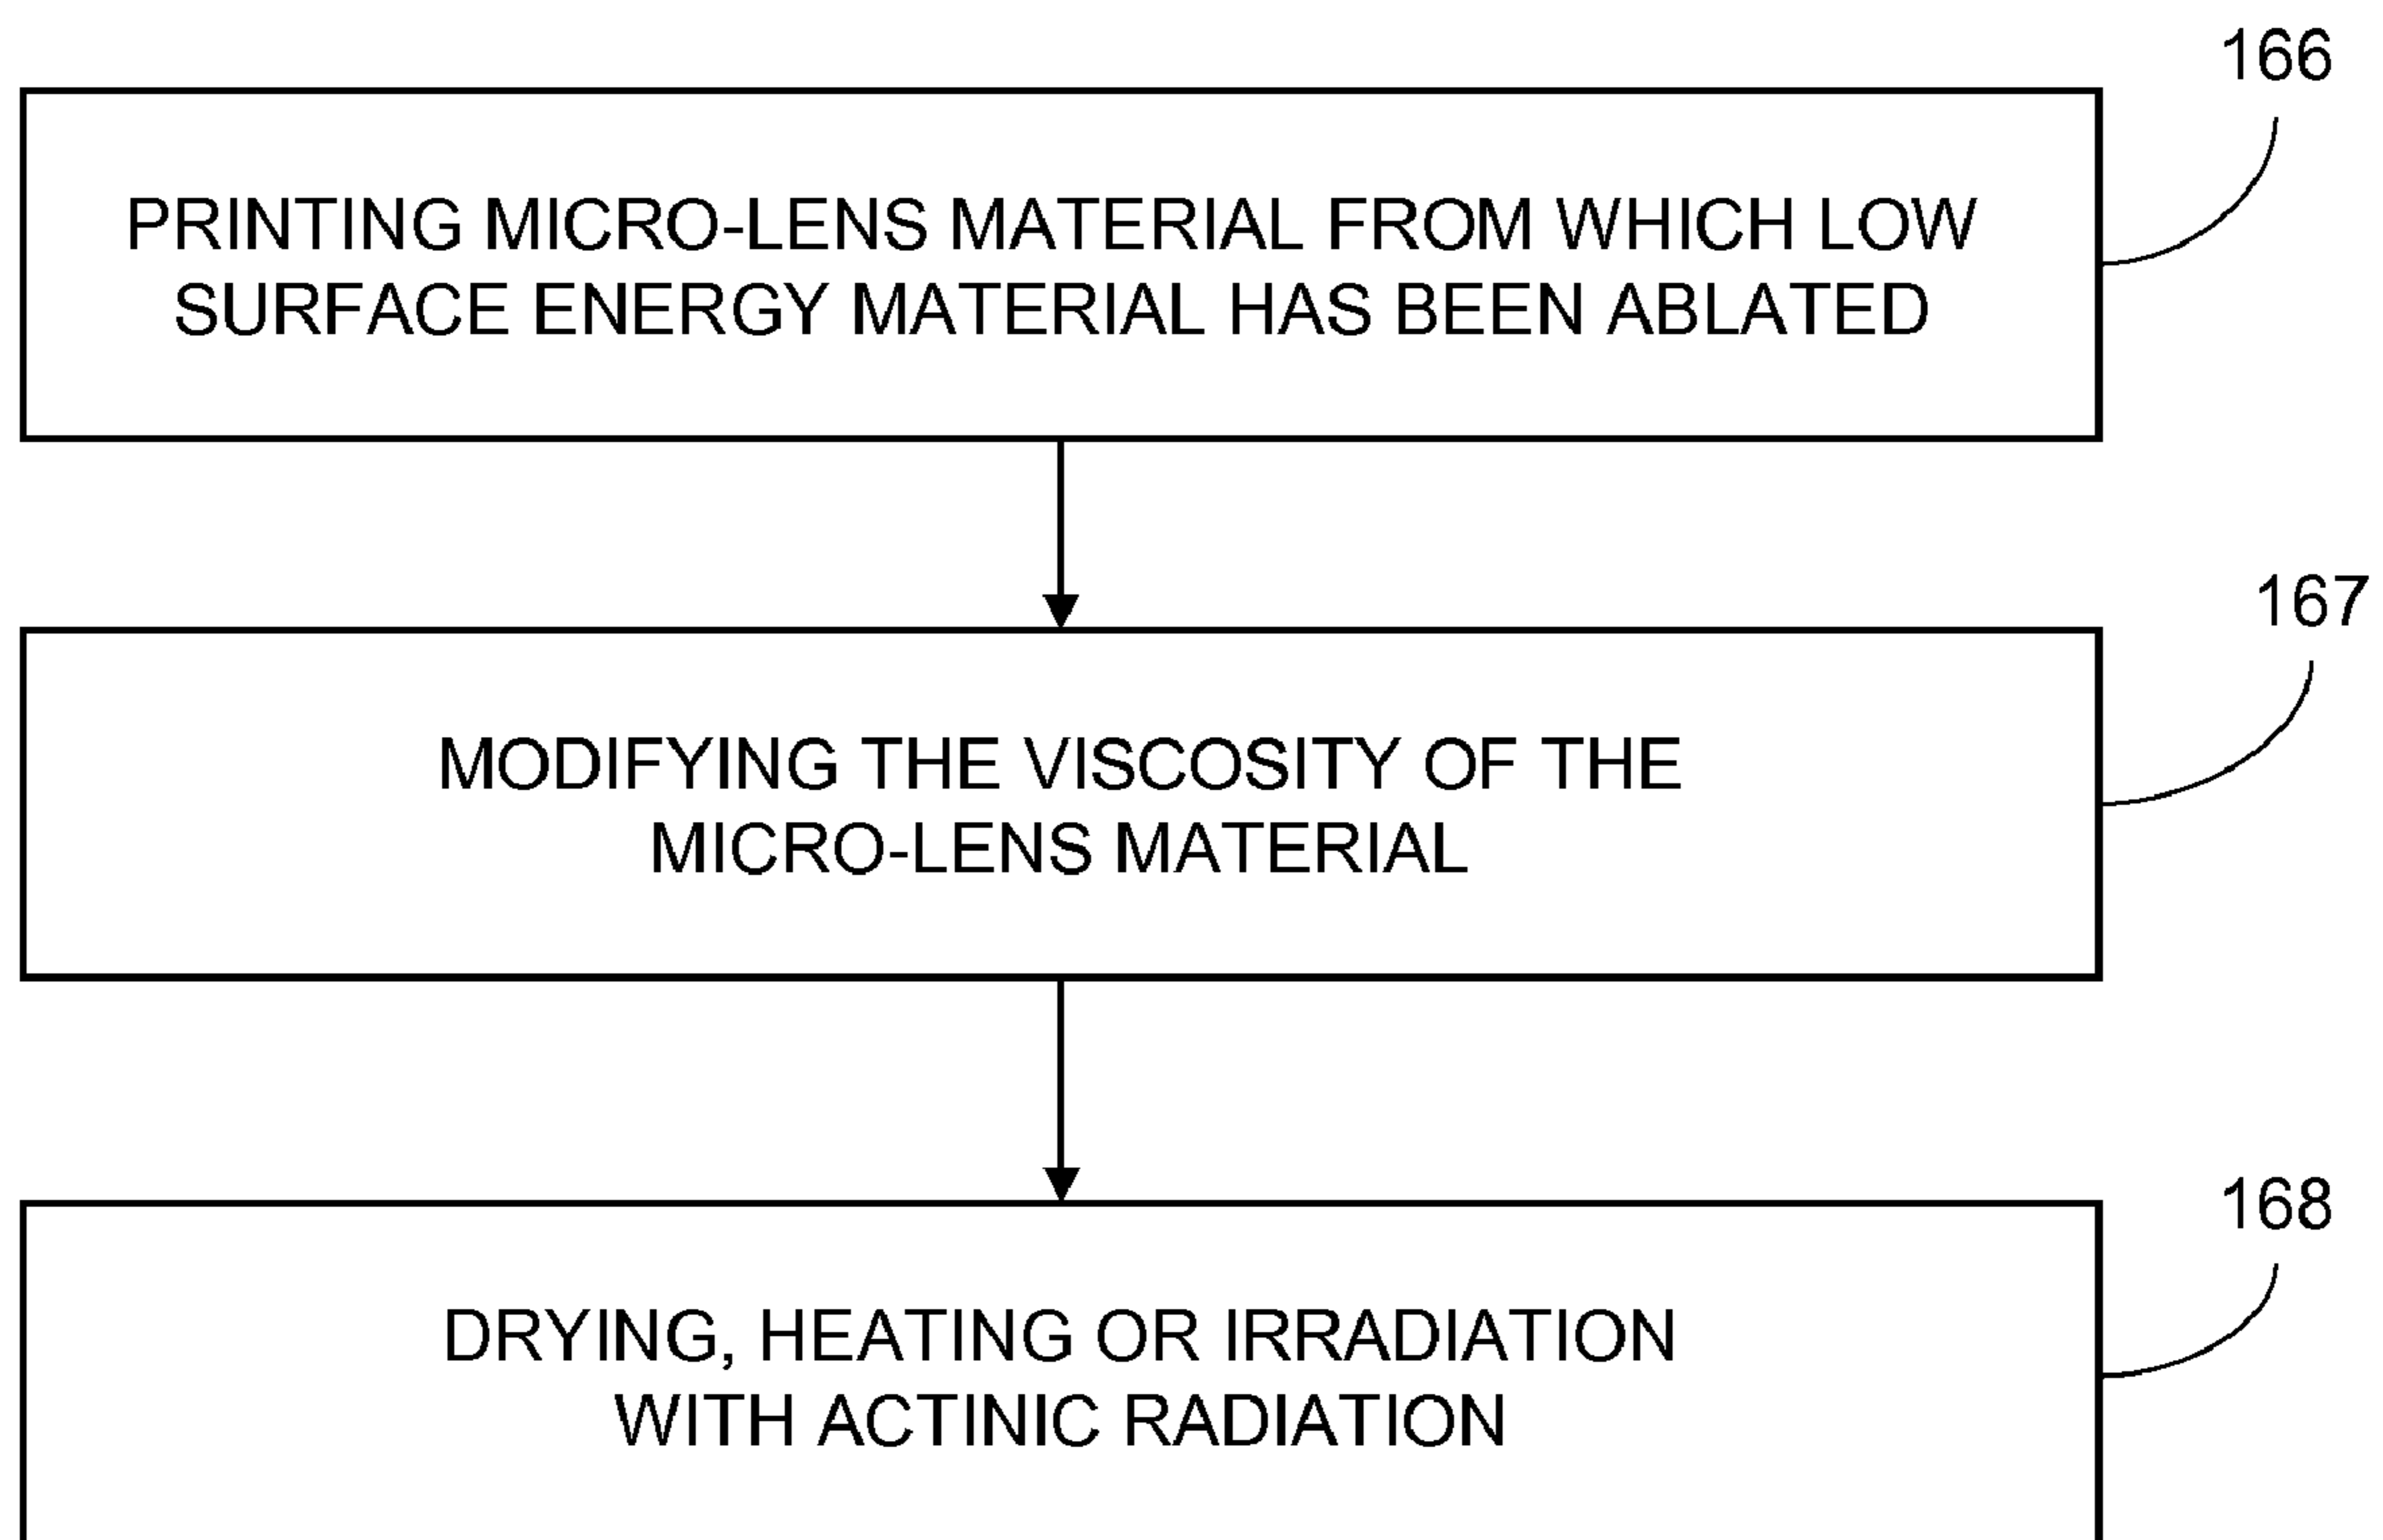 166
PRINTING MICRO-LENS MATERIAL FROM WHICH LOW
SURFACE ENERGY MATERIAL HAS BEEN ABLATED
167
MODIFYING THE VISCOSITY OF THE
MICRO-LENS MATERIAL
168
DRYING, HEATING OR IRRADIATION
WITH ACTINIC RADIATION